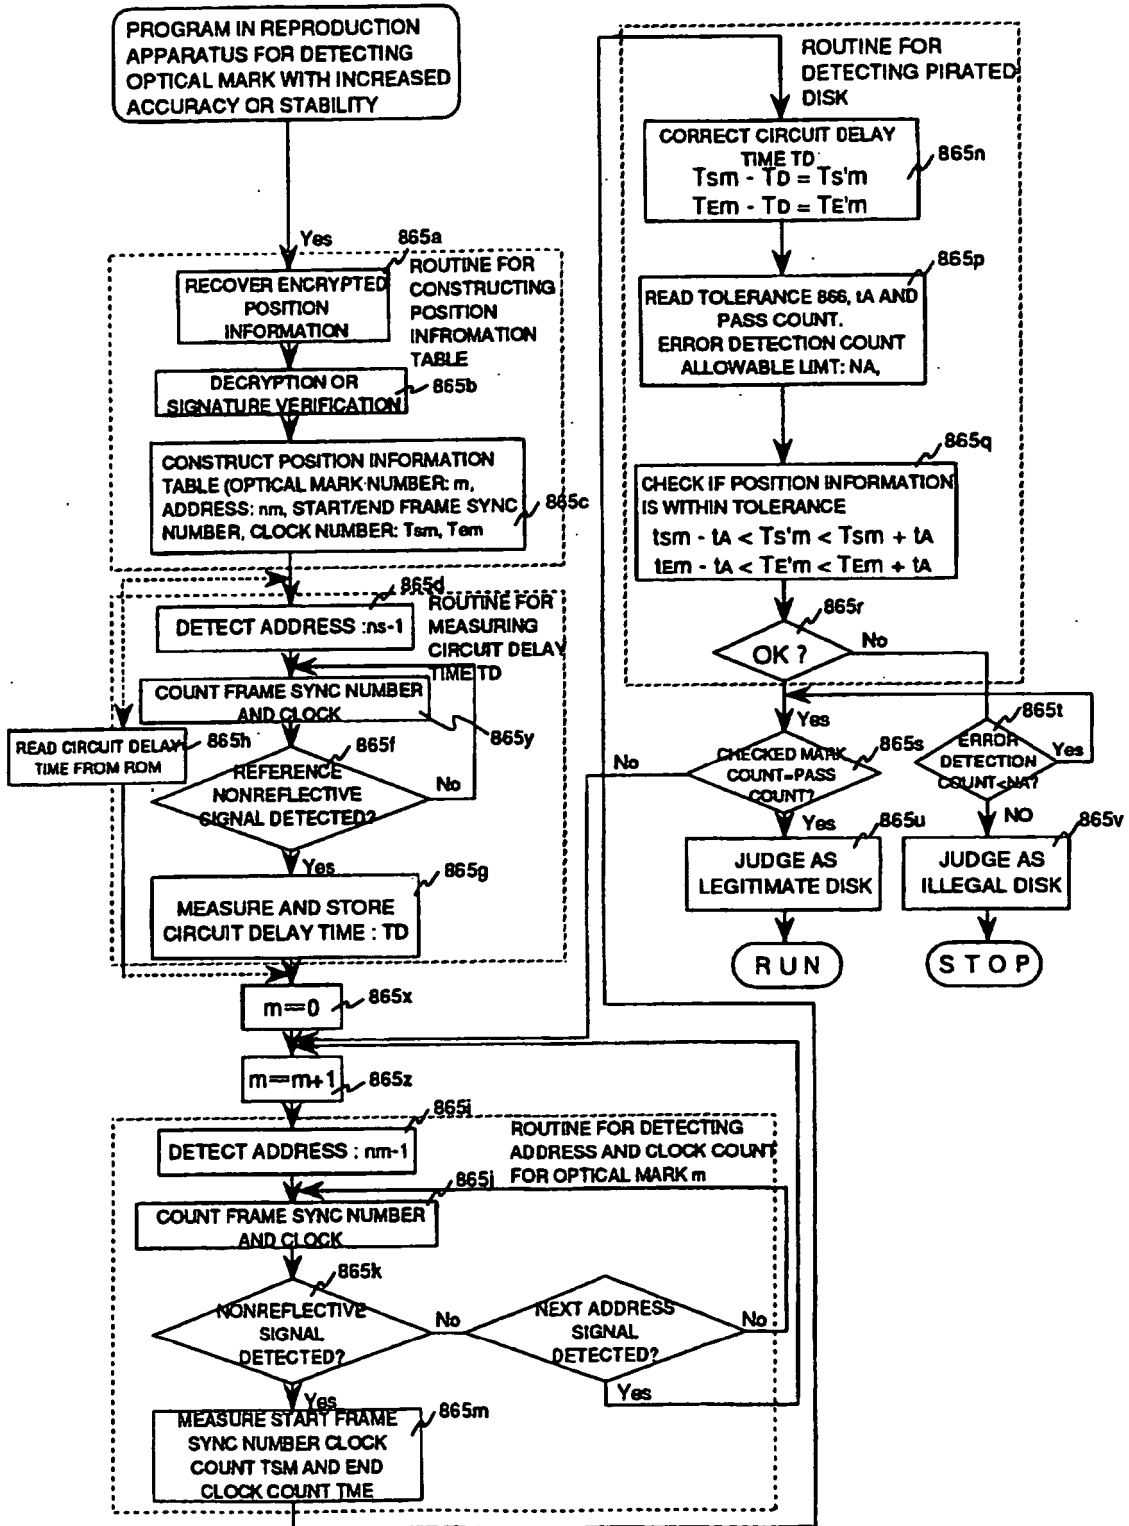 PROGRAM IN REPRODUCTION
APPARATUS FOR DETECTING
OPTICAL MARK WITH INCREASED
ACCURACY OR STABILITY
Yes
865a
RECOVER ENCRYPTED
POSITION
INFORMATION
ROUTINE FOR
CONSTRUCTING
POSITION
INFROMATION
TABLE
DECRYPTION OR
SIGNATURE VERIFICATION
865b
CONSTRUCT POSITION INFORMATION
TABLE (OPTICAL MARK NUMBER: m,
ADDRESS: nm, START/END FRAME SYNC
NUMBER, CLOCK NUMBER: Tsm, Tem
865c
865d
DETECT ADDRESS :ns-1
ROUTINE FOR
MEASURING
CIRCUIT DELAY
TIME TD
COUNT FRAME SYNC NUMBER
AND CLOCK
865y
READ CIRCUIT DELAY
TIME FROM ROM
865h
865f
REFERENCE
NONREFLECTIVE
SIGNAL DETECTED?
No
Yes
865g
MEASURE AND STORE
CIRCUIT DELAY TIME : TD
m=0
865x
m=m+1
865z
865i
DETECT ADDRESS : nm-1
ROUTINE FOR DETECTING
ADDRESS AND CLOCK COUNT
FOR OPTICAL MARK m
865j
COUNT FRAME SYNC NUMBER
AND CLOCK
865k
NONREFLECTIVE
SIGNAL
DETECTED?
No
NEXT ADDRESS
SIGNAL
DETECTED?
No
Yes
Yes
865m
MEASURE START FRAME
SYNC NUMBER CLOCK
COUNT TSM AND END
CLOCK COUNT TME
ROUTINE FOR
DETECTING PIRATED
DISK
CORRECT CIRCUIT DELAY
TIME TD
Tsm - TD = Ts'm
TEm - TD = TE'm
865n
865p
READ TOLERANCE 866, tA AND
PASS COUNT.
ERROR DETECTION COUNT
ALLOWABLE LIMT: NA,
865q
CHECK IF POSITION INFORMATION
IS WITHIN TOLERANCE
tsm - tA < Ts'm < Tsm + tA
tEm - tA < TE'm < TEm + tA
865r
OK ?
No
Yes
CHECKED MARK
COUNT=PASS
COUNT?
865s
No
Yes
865t
ERROR
DETECTION
COUNT<NA?
Yes
NO
865u
JUDGE AS
LEGITIMATE DISK
865v
JUDGE AS
ILLEGAL DISK
RUN
STOP